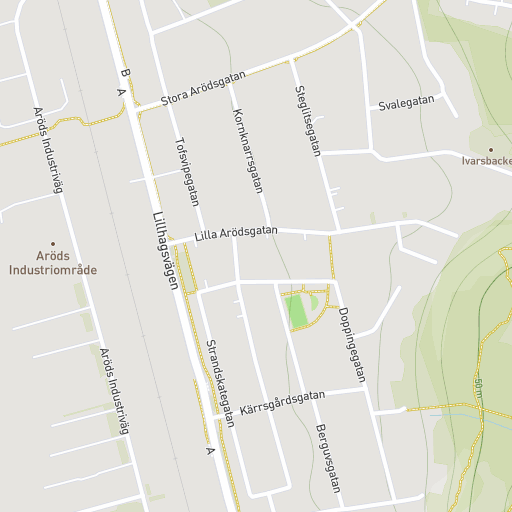 B
A
Stora Arödsgatan
Steglitsegatan
Svalegatan
Aröds Industriväg
Kornknarrsgatan
Tofsvipegatan
Ivarsbacke
Lillhagsvägen
Lilla Arödsgatan
Aröds
Industriområde
Doppingegatan
Strandskategatan
Aröds Industriväg
50 m
Kärrsgårdsgatan
Berguvsgatan
A